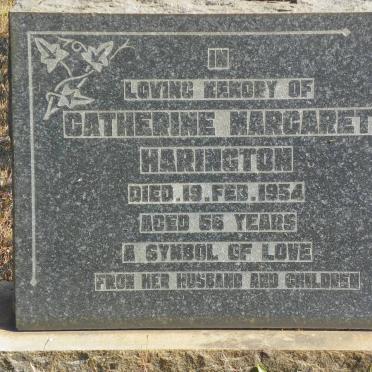 IN
LOVING MEMORY OF
CATHERINE MARGARET
HARINGTON
DIED.19.FEB.1954
AGED 56 YEARS
A SYMBOL OF LOVE
FROM HER HUSBAND AND CHILDREN